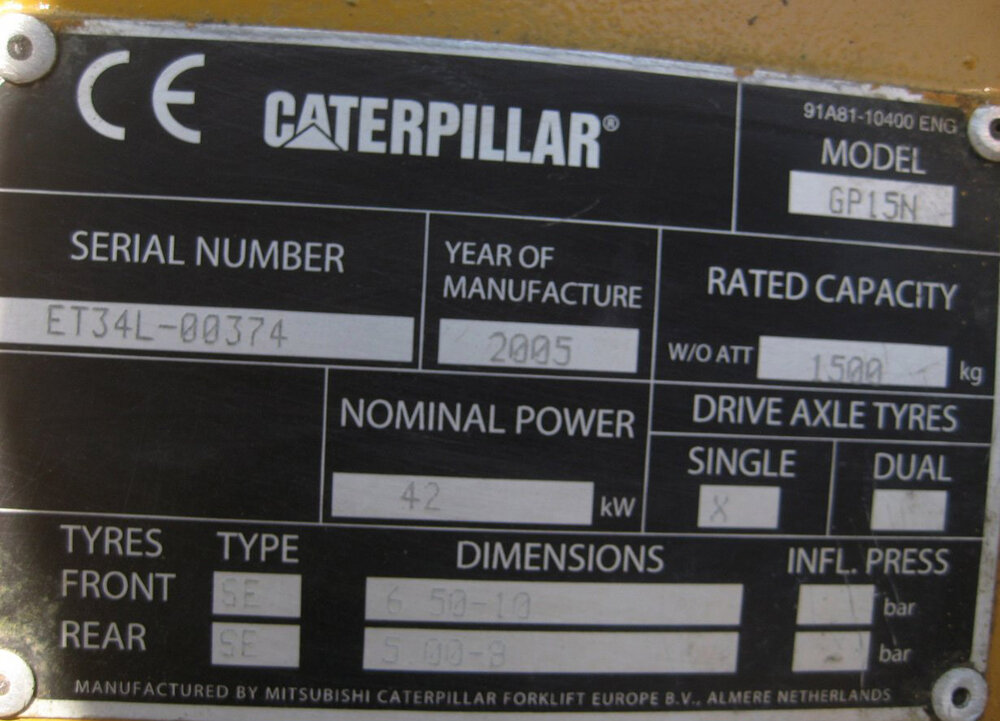 CE CATERPILLAR®
91A81-10400 ENG
MODEL
GP15N
SERIAL NUMBER
ET34L-00374
YEAR OF
MANUFACTURE
2005
RATED CAPACITY
W/O ATT 1500 kg
NOMINAL POWER
42 kW
DRIVE AXLE TYRES
SINGLE DUAL
X
TYRES TYPE DIMENSIONS INFL. PRESS
FRONT SE 6 50-10 bar
REAR SE 5 00-8 bar
MANUFACTURED BY MITSUBISHI CATERPILLAR FORKLIFT EUROPE B.V., ALMERE NETHERLANDS